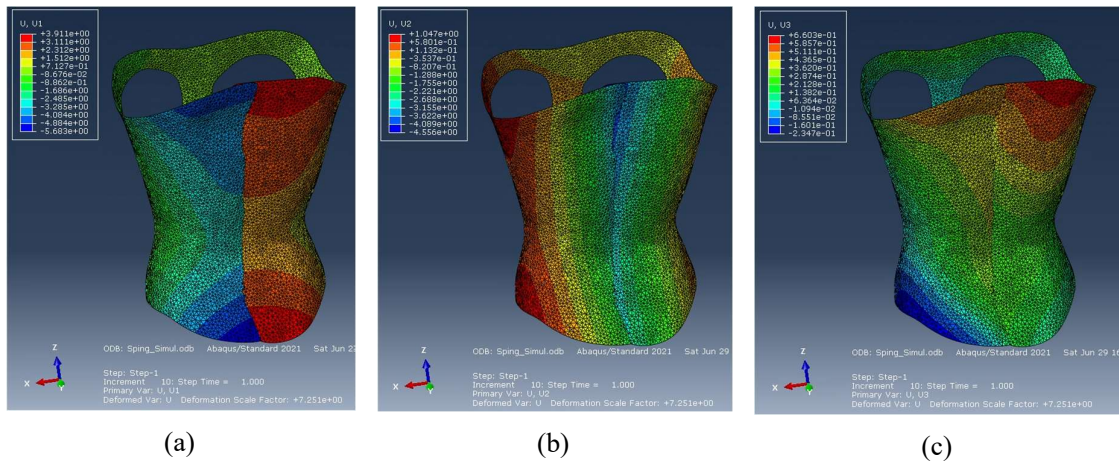 U, U1
+3.911e+00
+3.111e+00
+2.312e+00
+1.512e+00
+7.127e-01
-8.676e-02
-8.862e-01
-1.686e+00
-2.485e+00
-3.285e+00
-4.084e+00
-4.884e+00
-5.683e+00
Z
X
Y
ODB: Sping_Simul.odb Abaqus/Standard 2021 Sat Jun 2
Step: Step-1
Increment 10: Step Time = 1.000
Primary Var: U, U1
Deformed Var: U Deformation Scale Factor: +7.251e+00
(a)
U, U2
+1.047e+00
+5.801e-01
+1.132e-01
-3.537e-01
-8.207e-01
-1.288e+00
-1.755e+00
-2.221e+00
-2.688e+00
-3.155e+00
-3.622e+00
-4.089e+00
-4.556e+00
Z
X
Y
ODB: Sping_Simul.odb Abaqus/Standard 2021 Sat Jun 29
Step: Step-1
Increment 10: Step Time = 1.000
Primary Var: U, U2
Deformed Var: U Deformation Scale Factor: +7.251e+00
(b)
U, U3
+6.603e-01
+5.857e-01
+5.111e-01
+4.365e-01
+3.620e-01
+2.874e-01
+2.128e-01
+1.382e-01
+6.364e-02
-1.094e-02
-8.551e-02
-1.601e-01
-2.347e-01
Z
X
Y
ODB: Sping_Simul.odb Abaqus/Standard 2021 Sat Jun 29 1
Step: Step-1
Increment 10: Step Time = 1.000
Primary Var: U, U3
Deformed Var: U Deformation Scale Factor: +7.251e+00
(c)